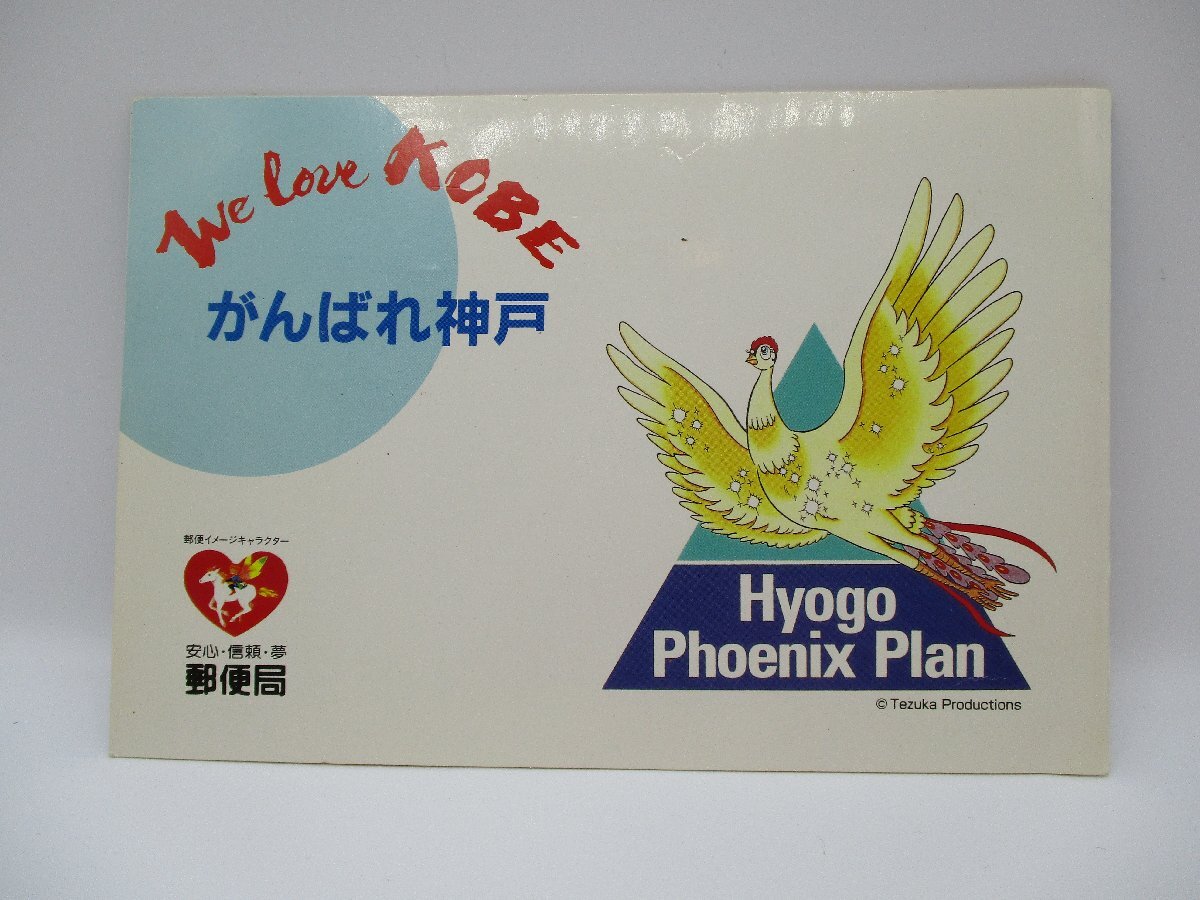 We love KOBE
がんばれ神戸
郵便イメージキャラクター
安心・信頼・夢
郵便局
Hyogo
Phoenix Plan
© Tezuka Productions